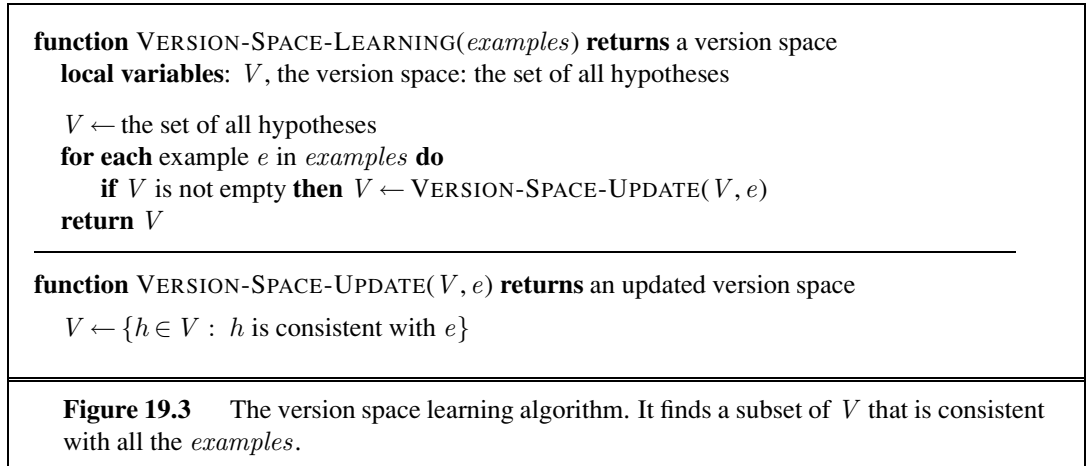 function VERSION-SPACE-LEARNING(examples) returns a version space
local variables: V, the version space: the set of all hypotheses
V ← the set of all hypotheses
for each example e in examples do
if V is not empty then V ← VERSION-SPACE-UPDATE(V, e)
return V
function VERSION-SPACE-UPDATE(V, e) returns an updated version space
V ← {h ∈ V : h is consistent with e}
Figure 19.3 The version space learning algorithm. It finds a subset of V that is consistent
with all the examples.